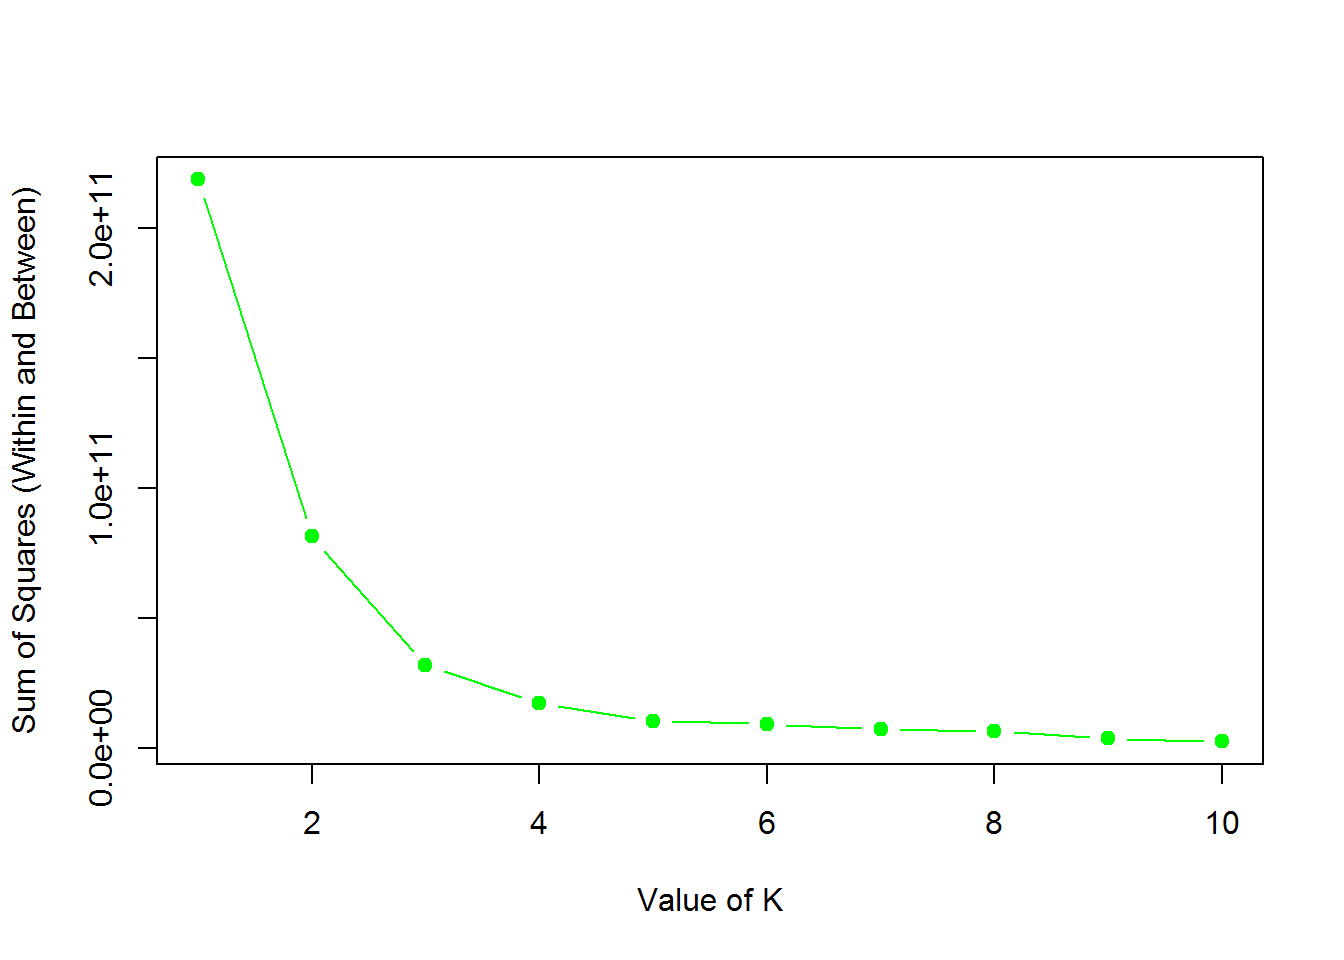 Sum of Squares (Within and Between)
2.0e+11
1.0e+11
0.0e+00
2 4 6 8 10
Value of K